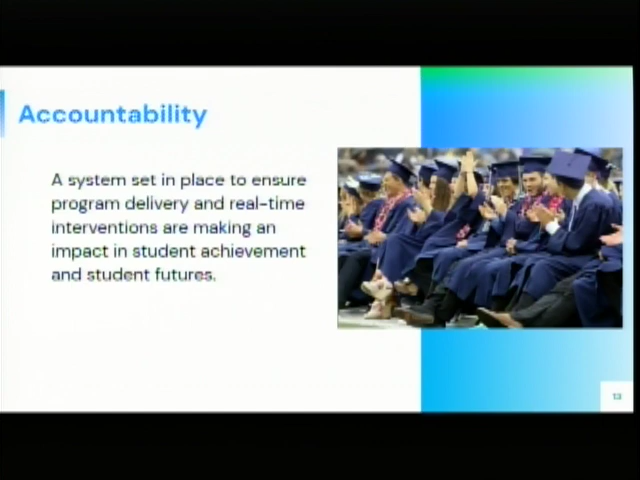 Accountability
A system set in place to ensure
program delivery and real-time
interventions are making an
impact in student achievement
and student futures.
13